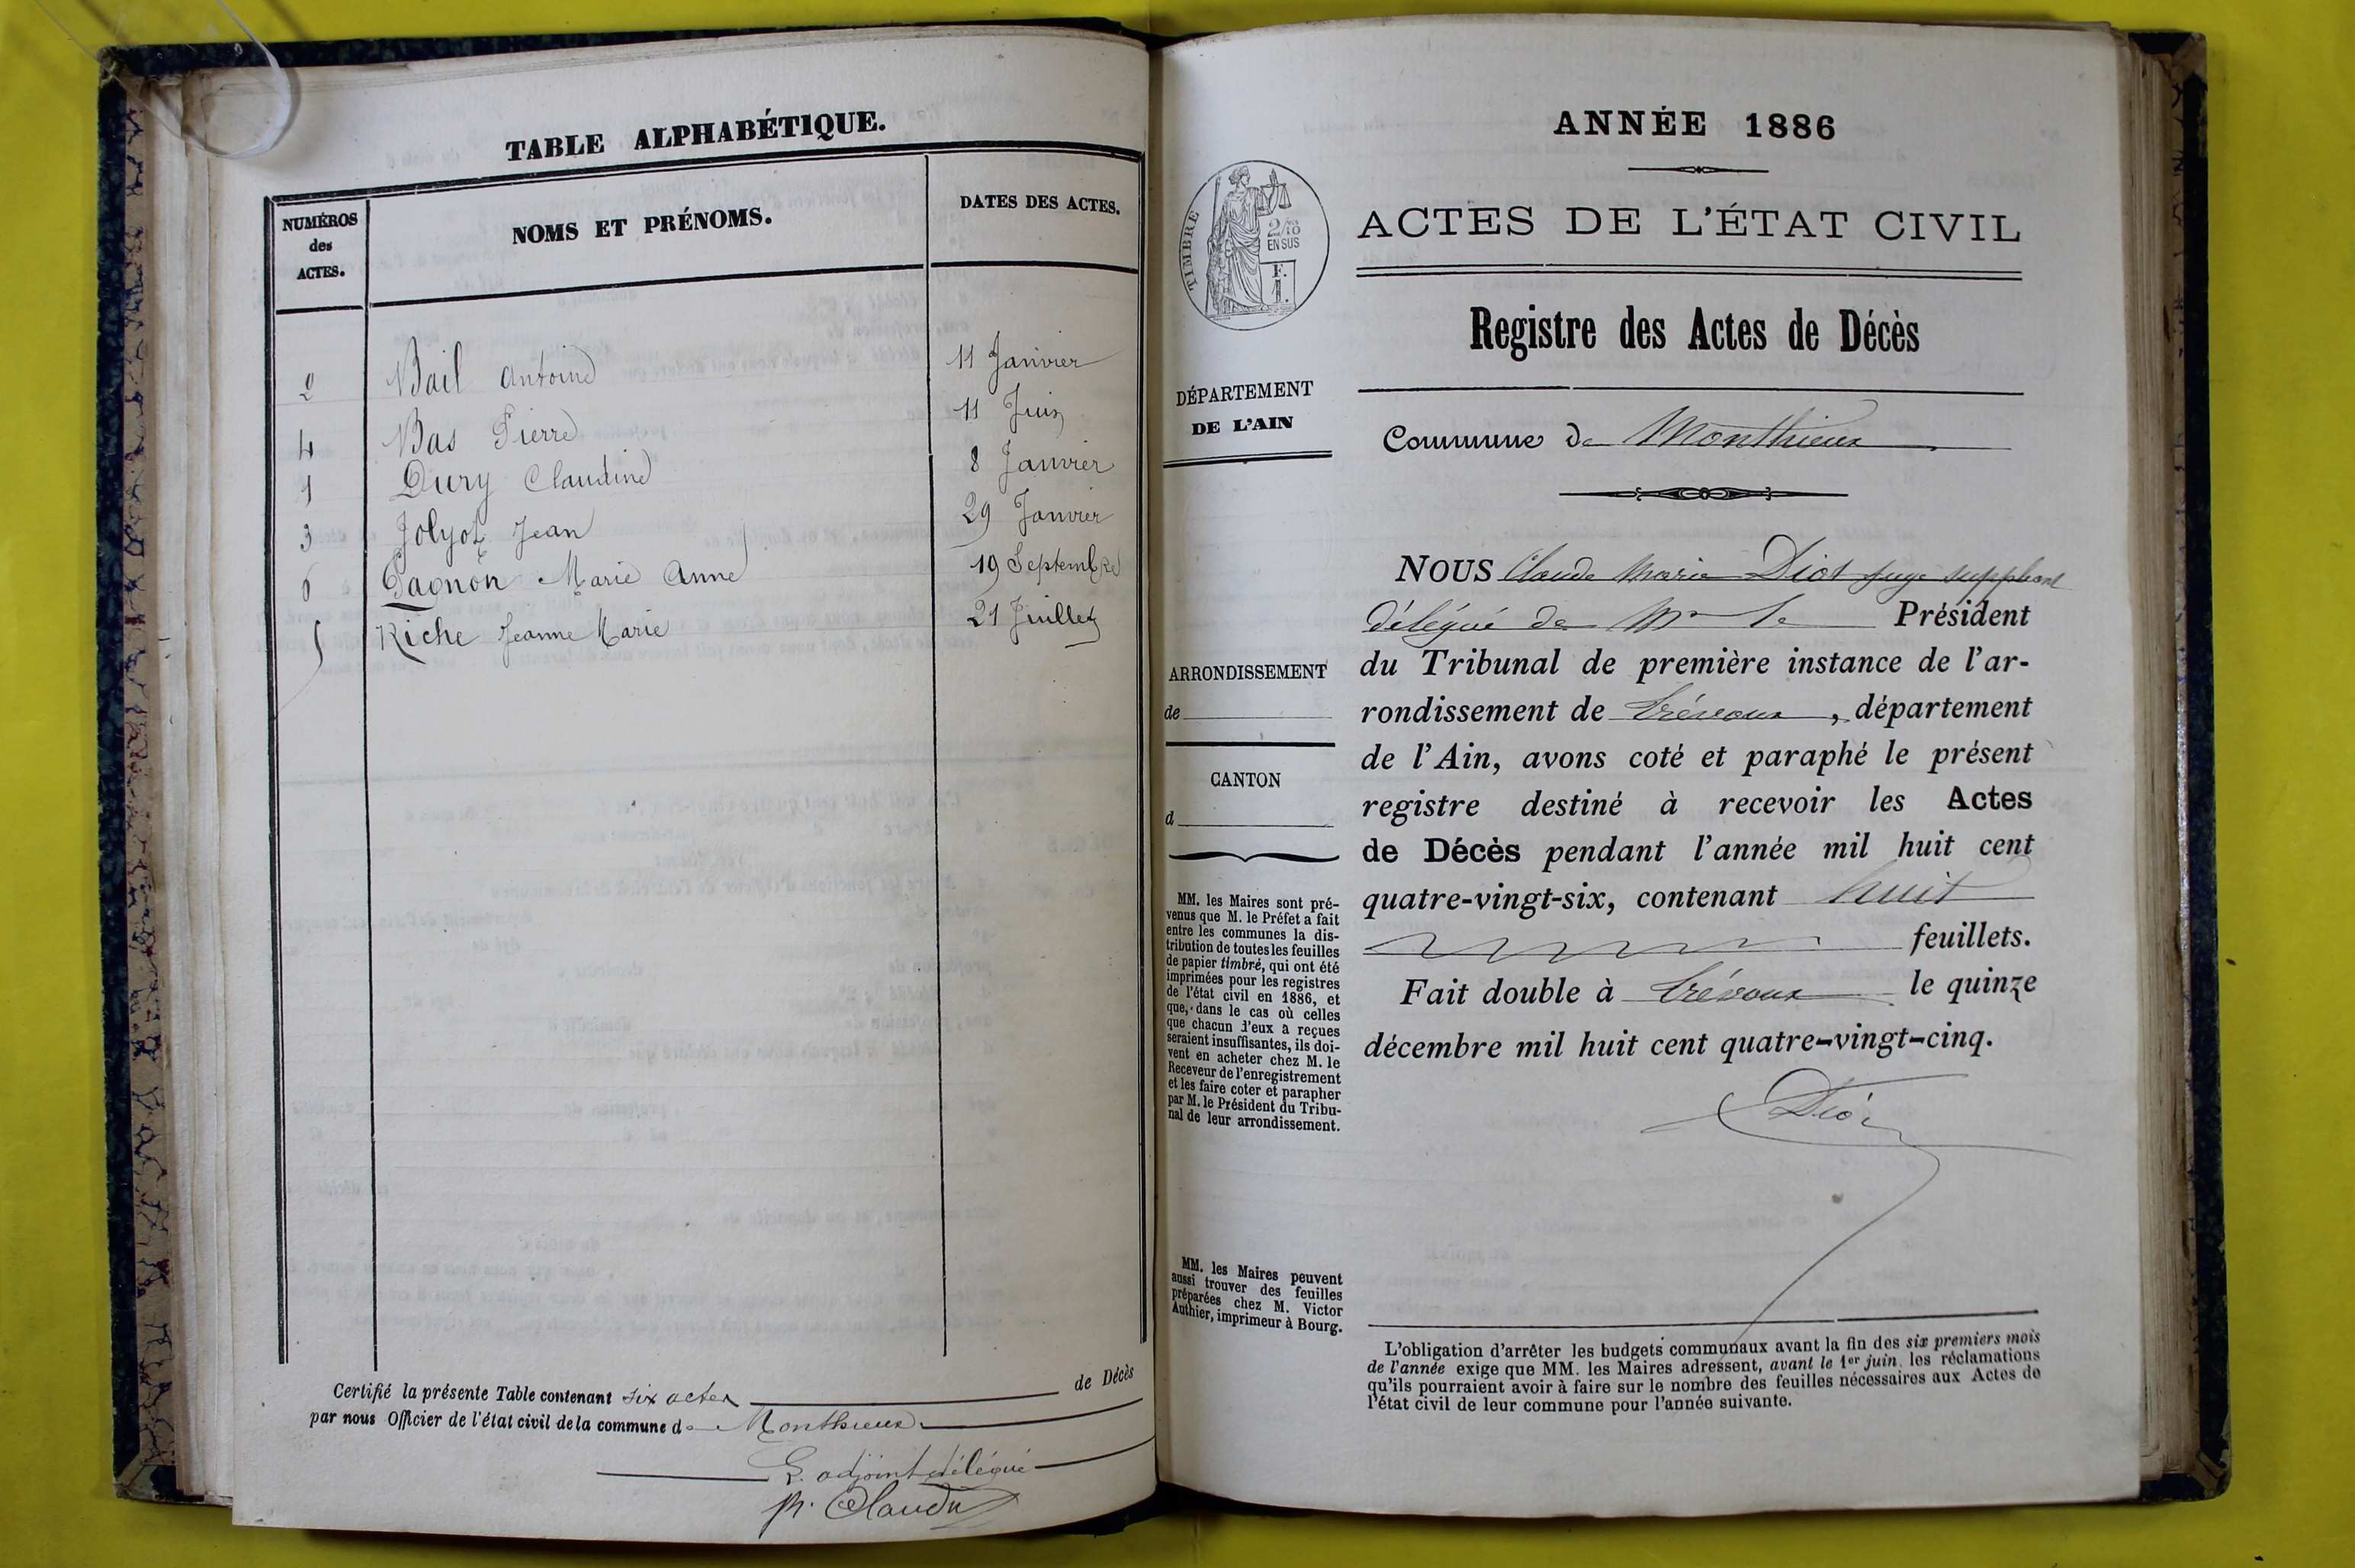 TABLE ALPHABÉTIQUE.
NUMÉROS
des
ACTES.
NOMS ET PRÉNOMS.
DATES DES ACTES.
2 Bail Antoine 11 Janvier
4 Bas Pierre 11 Juin
1 Dury Claudine 8 Janvier
3 Jolyot Jean 29 Janvier
6 Gagnon Marie Anne 19 Septembre
5 Riche Jeanne Marie 21 Juillet
Certifié la présente Table contenant six actes de Décès
par nous Officier de l'état civil de la commune de Monthieux
L'adjoint délégué
TIMBRE
2/10
EN SUS
DÉPARTEMENT
DE L'AIN
ARRONDISSEMENT
de
CANTON
d
MM. les Maires sont pré-
venus que M. le Préfet a fait
entre les communes la dis-
tribution de toutes les feuilles
de papier timbré, qui ont été
imprimées pour les registres
de l'état civil en 1886, et
que, dans le cas où celles
que chacun d'eux a reçues
seraient insuffisantes, ils doi-
vent en acheter chez M. le
Receveur de l'enregistrement
et les faire coter et parapher
par M. le Président du Tribu-
nal de leur arrondissement.
MM. les Maires peuvent
aussi trouver des feuilles
préparées chez M. Victor
Authier, imprimeur à Bourg.
ANNÉE 1886
ACTES DE L'ÉTAT CIVIL
Registre des Actes de Décès
Commune de Monthieux
NOUS Claude Marie Diot juge suppléant
délégué de Mr le Président
du Tribunal de première instance de l'ar-
rondissement de Trévoux, département
de l'Ain, avons coté et paraphé le présent
registre destiné à recevoir les Actes
de Décès pendant l'année mil huit cent
quatre-vingt-six, contenant huit
feuillets.
Fait double à Trévoux le quinze
décembre mil huit cent quatre-vingt-cinq.
Diot
L'obligation d'arrêter les budgets communaux avant la fin des six premiers mois
de l'année exige que MM. les Maires adressent, avant le 1er juin, les réclamations
qu'ils pourraient avoir à faire sur le nombre des feuilles nécessaires aux Actes de
l'état civil de leur commune pour l'année suivante.